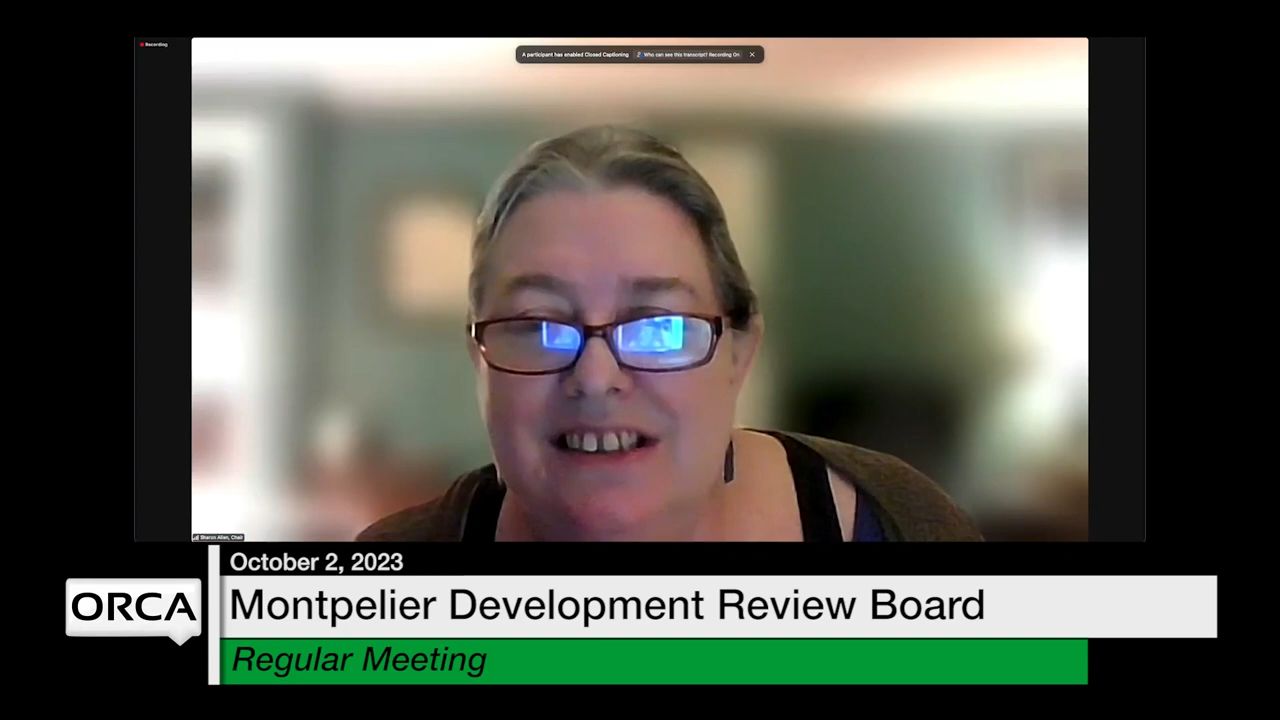 Recording
A participant has enabled Closed Captioning Who can see this transcript? Recording On
Sharon Allen, Chair
October 2, 2023
ORCA
Montpelier Development Review Board
Regular Meeting